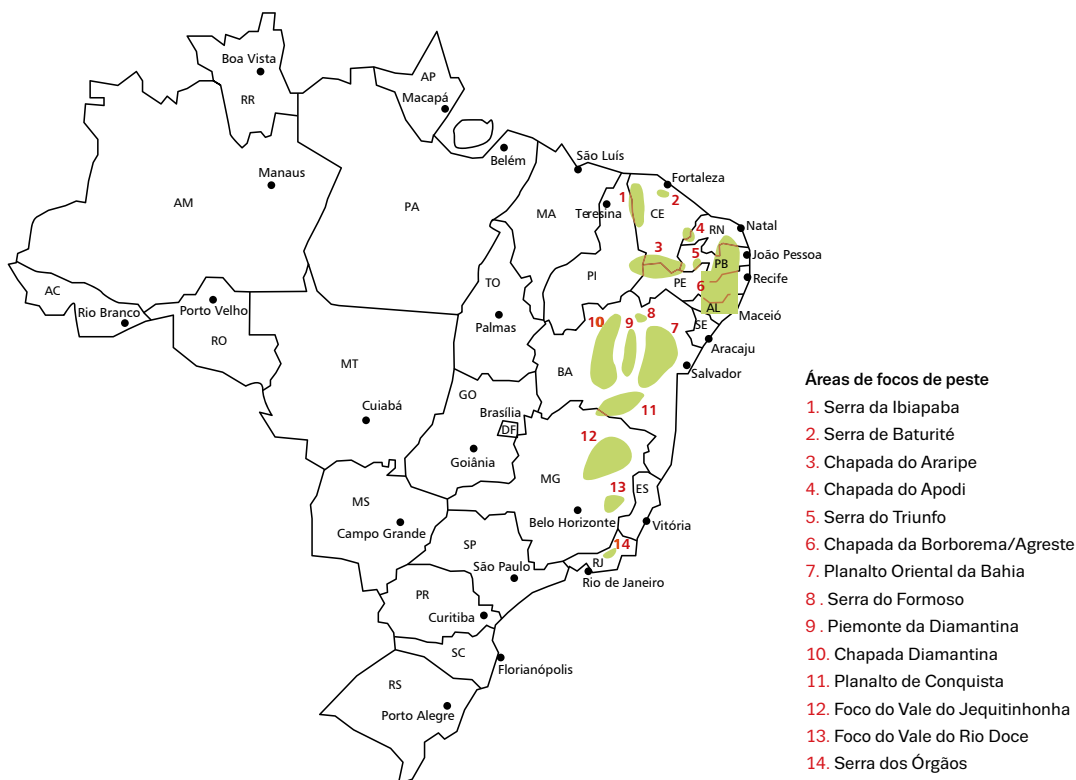 Boa Vista
RR
AP
Macapá
Belém
São Luís
Fortaleza
Manaus
AM
PA
MA
Teresina
1
CE
2
4
RN
Natal
João Pessoa
3
5
PB
Recife
PI
PE
6
AC
Rio Branco
Porto Velho
RO
TO
Palmas
AL
Maceió
SE
Aracaju
10
9
8
7
BA
Salvador
MT
Cuiabá
GO
Brasília
DF
Goiânia
11
12
MG
13
ES
Belo Horizonte
Vitória
MS
Campo Grande
14
RJ
Rio de Janeiro
SP
São Paulo
PR
Curitiba
SC
Florianópolis
RS
Porto Alegre
Áreas de focos de peste
1. Serra da Ibiapaba
2. Serra de Baturité
3. Chapada do Araripe
4. Chapada do Apodi
5. Serra do Triunfo
6. Chapada da Borborema/Agreste
7. Planalto Oriental da Bahia
8 . Serra do Formoso
9 . Piemonte da Diamantina
10. Chapada Diamantina
11. Planalto de Conquista
12. Foco do Vale do Jequitinhonha
13. Foco do Vale do Rio Doce
14. Serra dos Órgãos